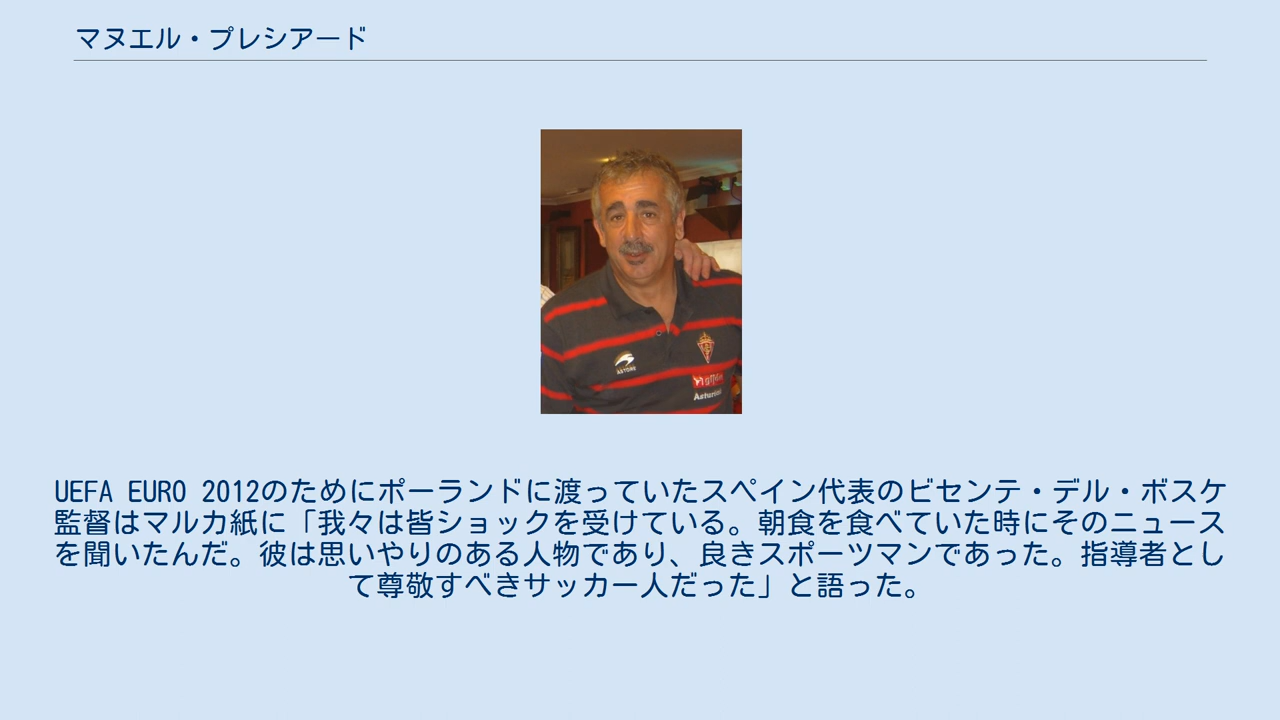 マヌエル・プレシアード
ASTORE
UEFA EURO 2012のためにポーランドに渡っていたスペイン代表のビセンテ・デル・ボスケ
監督はマルカ紙に「我々は皆ショックを受けている。朝食を食べていた時にそのニュース
を聞いたんだ。彼は思いやりのある人物であり、良きスポーツマンであった。指導者とし
て尊敬すべきサッカー人だった」と語った。